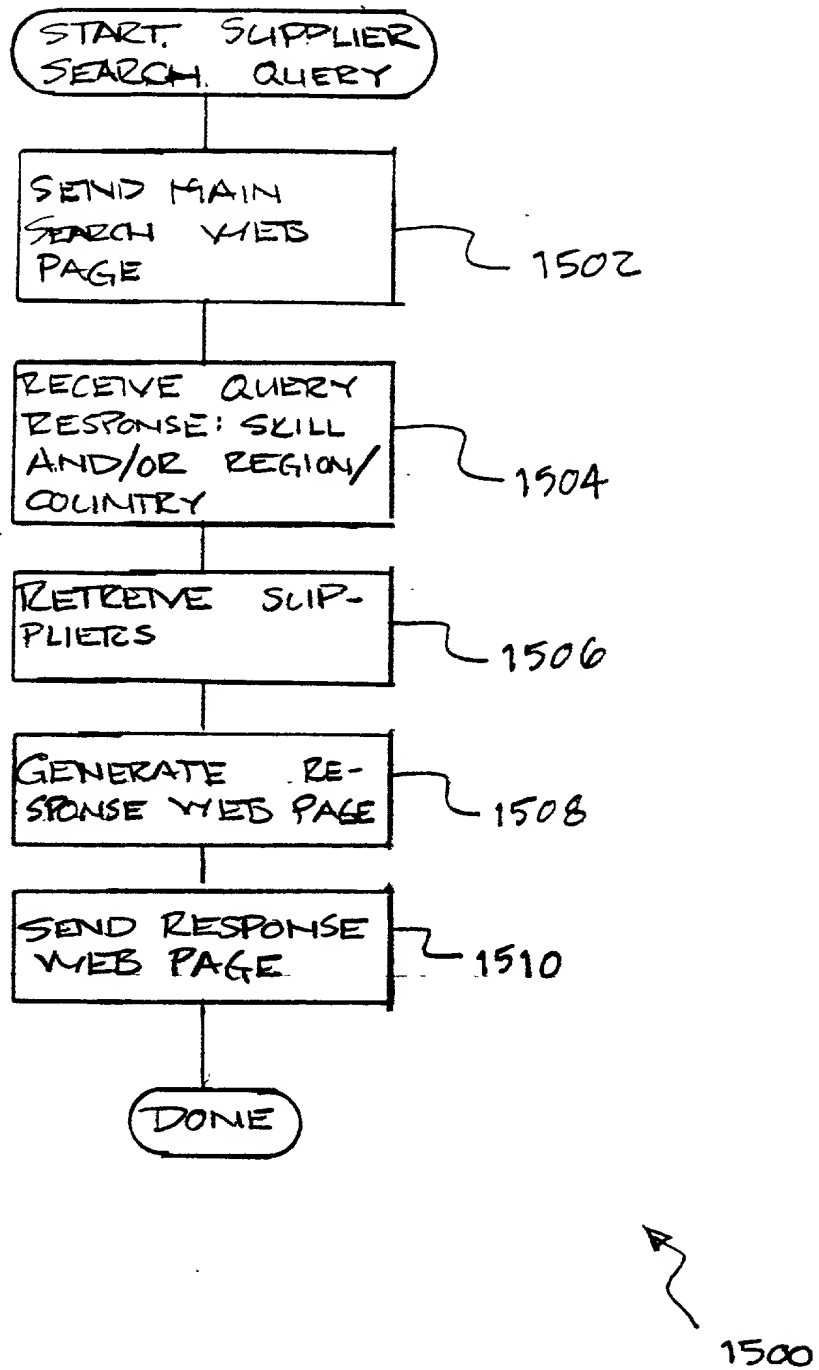 START. SUPPLIER
SEARCH. QUERY
SEND MAIN
SEARCH WEB
PAGE
1502
RECEIVE QUERY
RESPONSE: SKILL
AND/OR REGION/
COUNTRY
1504
RETREIVE SUP-
PLIERS
1506
GENERATE RE-
SPONSE WEB PAGE
1508
SEND RESPONSE
WEB PAGE
1510
DONE
1500